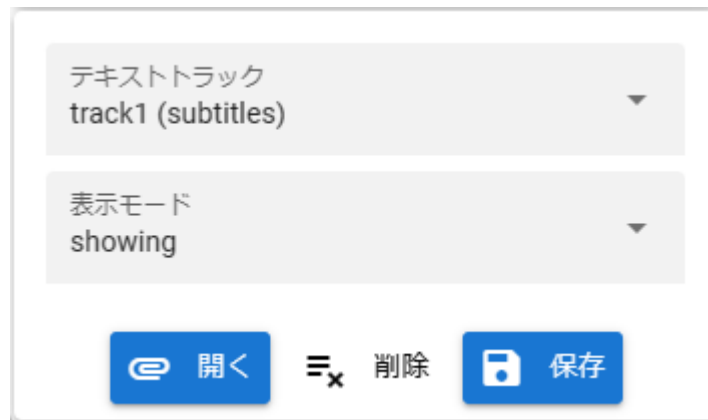 テキストトラック
track1 (subtitles)
表示モード
showing
開く 削除 保存